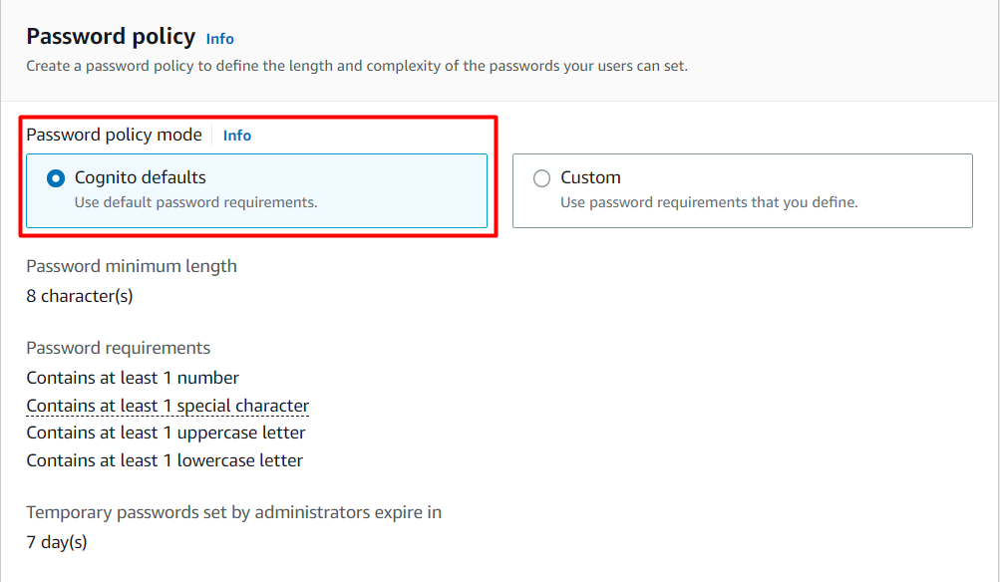 Password policy Info
Create a password policy to define the length and complexity of the passwords your users can set.
Password policy mode Info
Cognito defaults
Use default password requirements.
Custom
Use password requirements that you define.
Password minimum length
8 character(s)
Password requirements
Contains at least 1 number
Contains at least 1 special character
Contains at least 1 uppercase letter
Contains at least 1 lowercase letter
Temporary passwords set by administrators expire in
7 day(s)